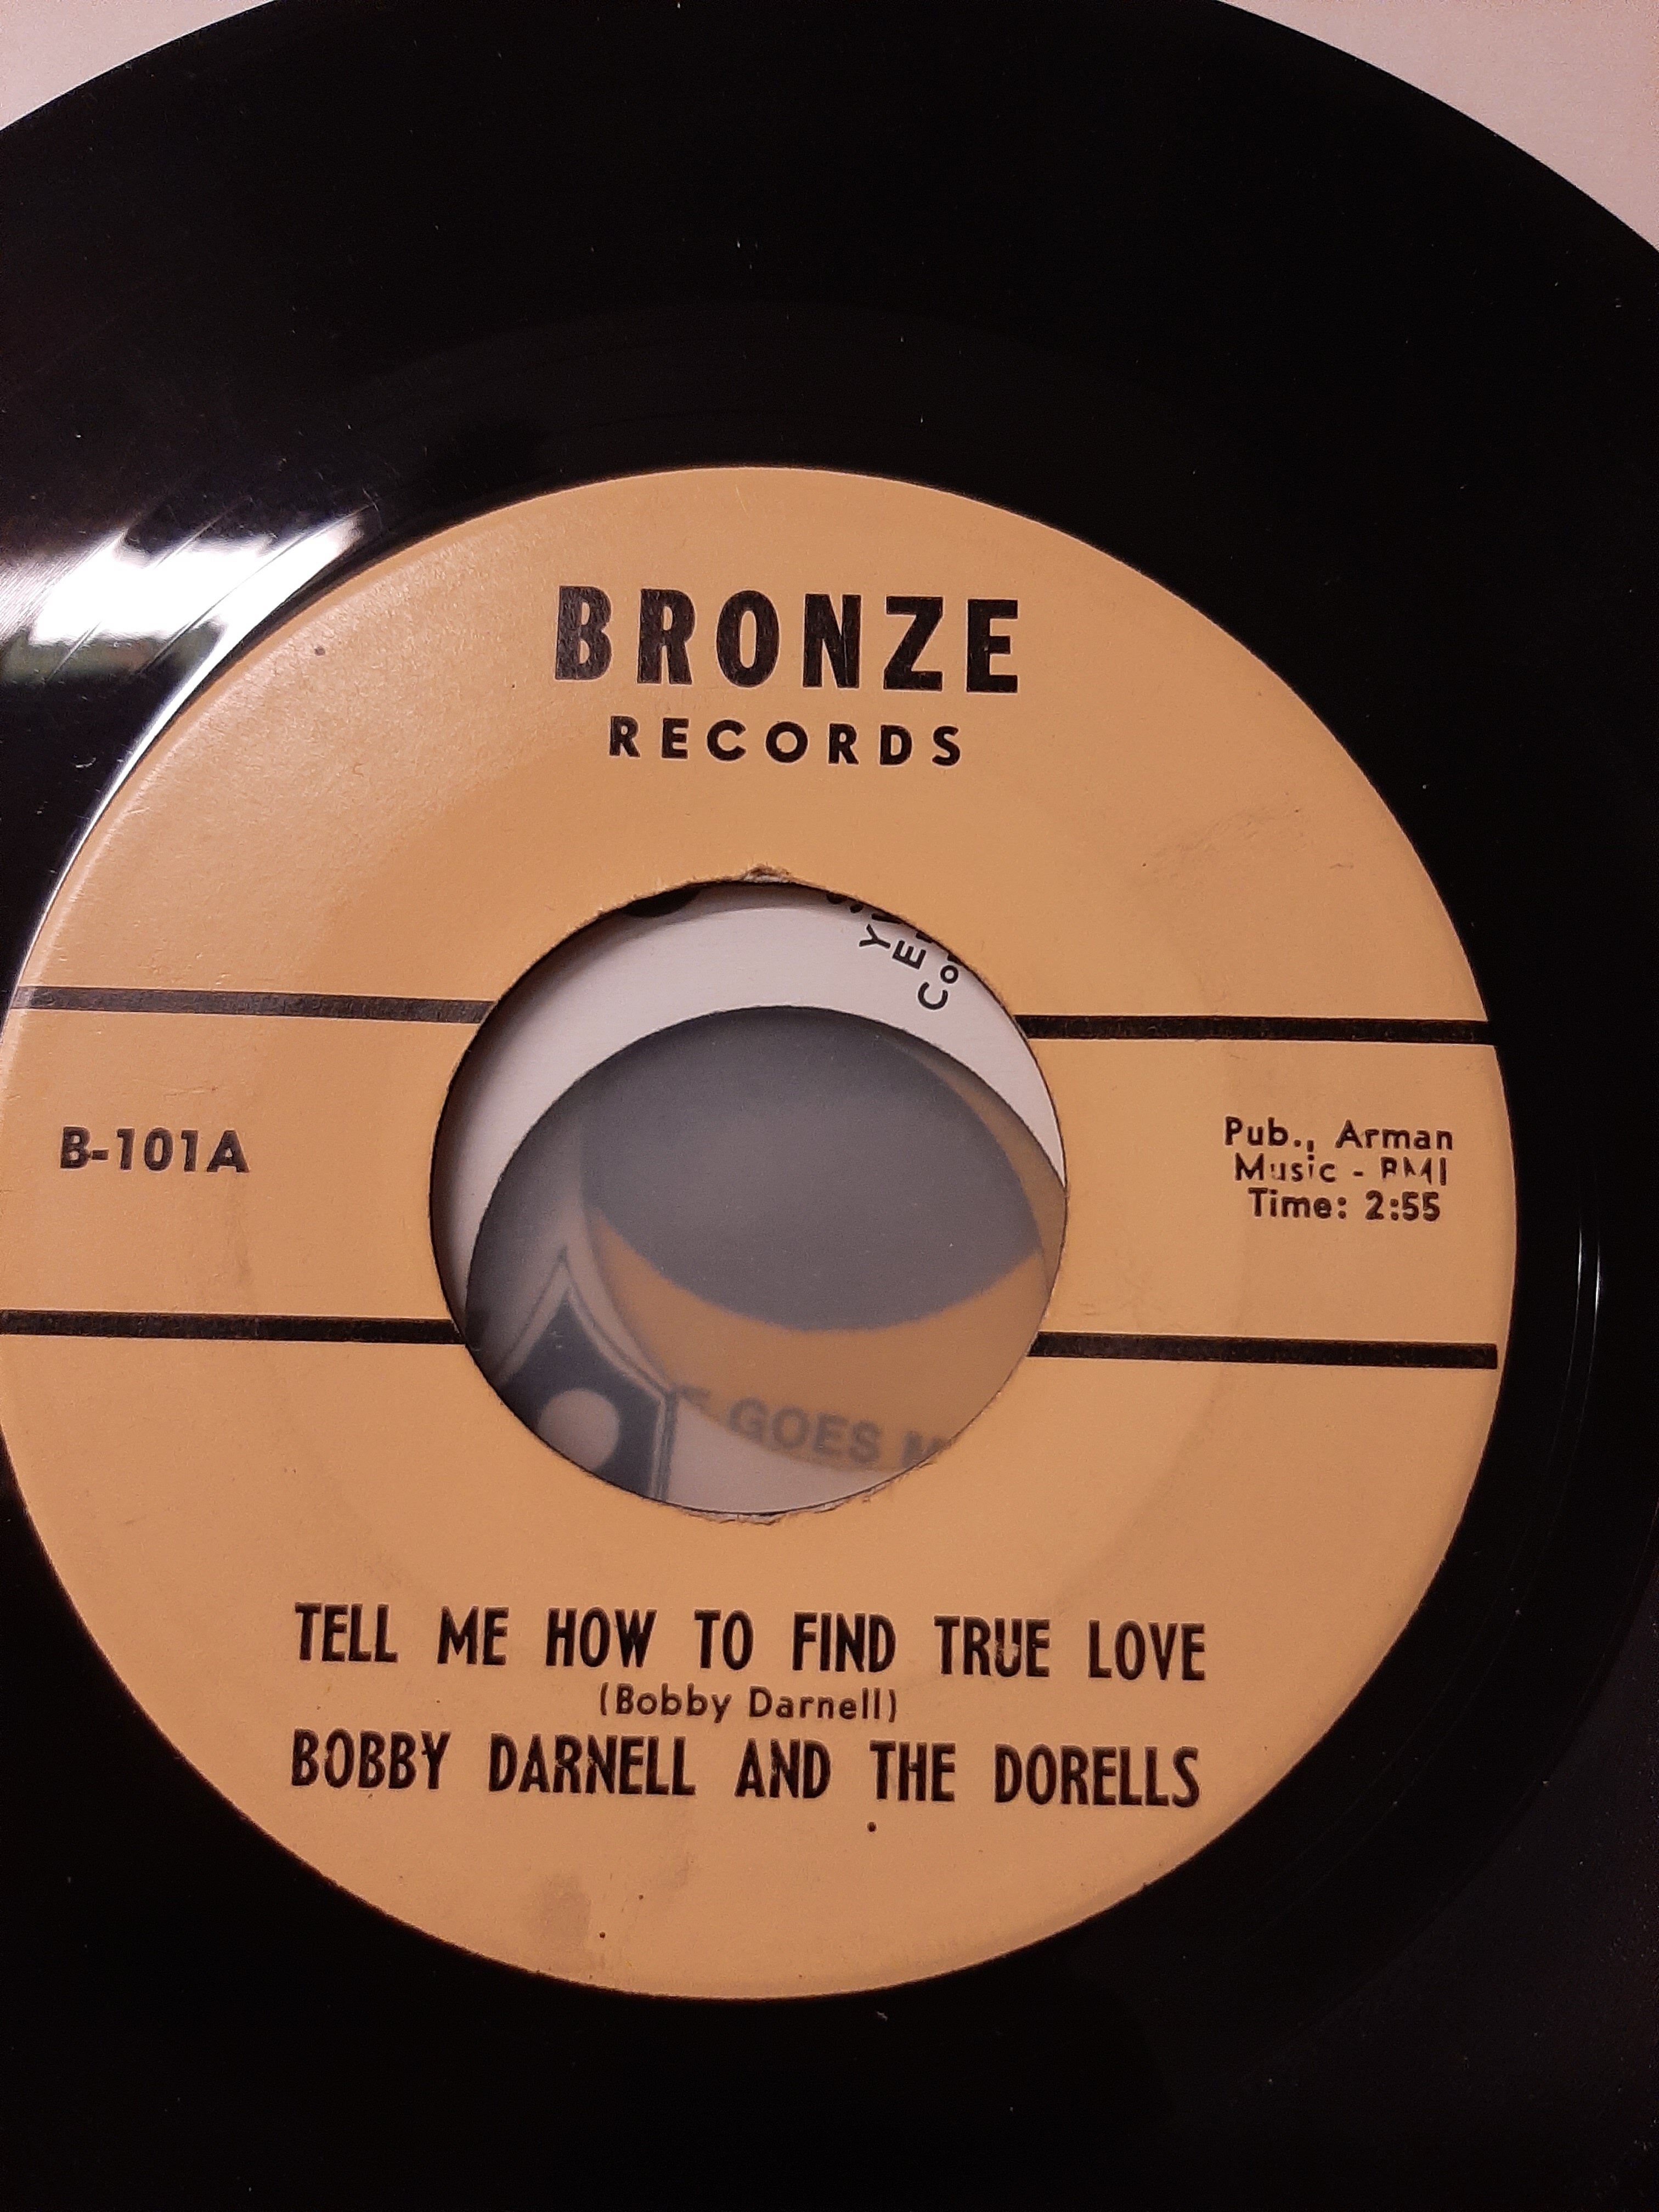 BRONZE
RECORDS
B-101A
Pub., Arman
Music - BMI
Time: 2:55
GOES
TELL ME HOW TO FIND TRUE LOVE
(Bobby Darnell)
BOBBY DARNELL AND THE DORELLS